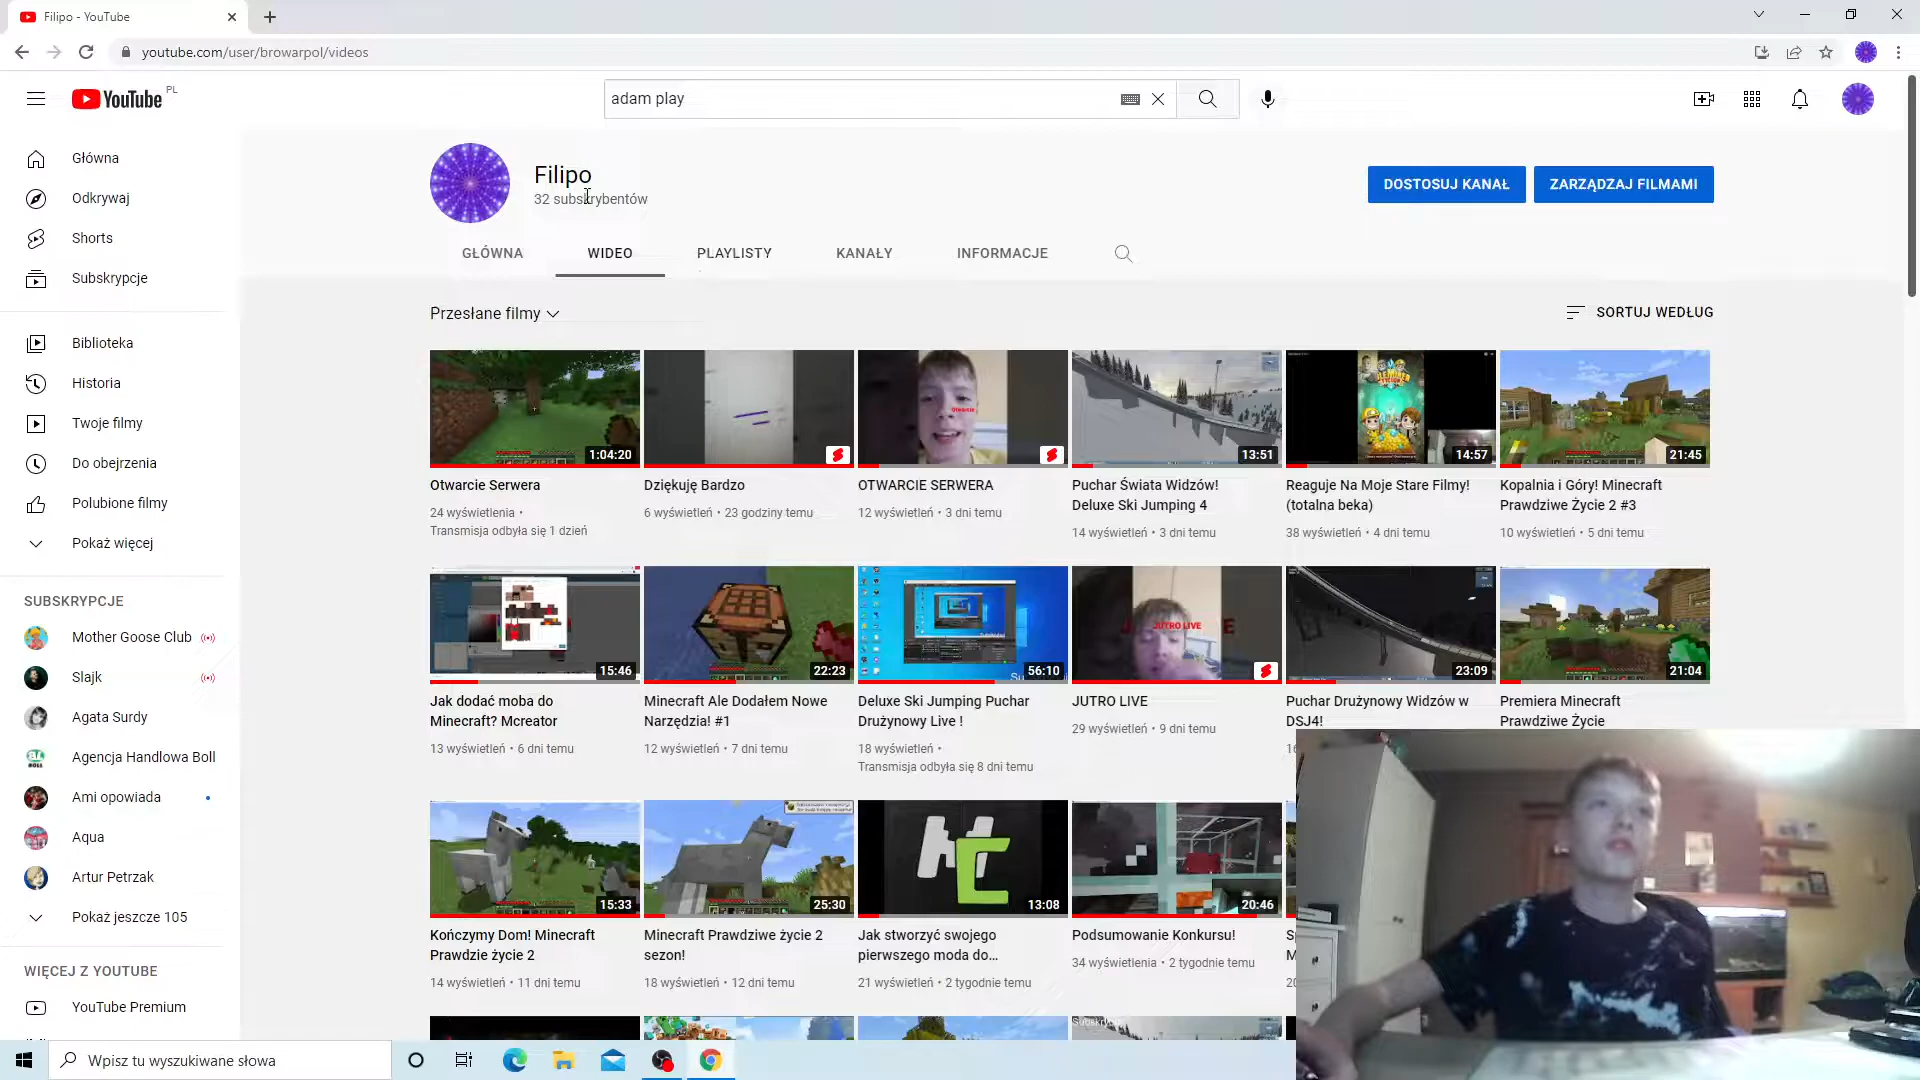 Filipo - YouTube
youtube.com/user/browarpol/videos
YouTube PL
adam play
Główna
Odkrywaj
Shorts
Subskrypcje
Biblioteka
Historia
Twoje filmy
Do obejrzenia
Polubione filmy
Pokaż więcej
SUBSKRYPCJE
Mother Goose Club
Slajk
Agata Surdy
Agencja Handlowa Boll
Ami opowiada
Aqua
Artur Petrzak
Pokaż jeszcze 105
WIĘCEJ Z YOUTUBE
YouTube Premium
Filipo
32 subskrybentów
DOSTOSUJ KANAŁ
ZARZĄDZAJ FILMAMI
GŁÓWNA
WIDEO
PLAYLISTY
KANAŁY
INFORMACJE
Przesłane filmy
SORTUJ WEDŁUG
1:04:20
Otwarcie Serwera
24 wyświetlenia •
Transmisja odbyła się 1 dzień
Dziękuję Bardzo
6 wyświetleń • 23 godziny temu
OTWARCIE SERWERA
12 wyświetleń • 3 dni temu
13:51
Puchar Świata Widzów!
Deluxe Ski Jumping 4
14 wyświetleń • 3 dni temu
14:57
Reaguje Na Moje Stare Filmy!
(totalna beka)
38 wyświetleń • 4 dni temu
21:45
Kopalnia i Góry! Minecraft
Prawdziwe Życie 2 #3
10 wyświetleń • 5 dni temu
15:46
Jak dodać moba do
Minecraft? Mcreator
13 wyświetleń • 6 dni temu
22:23
Minecraft Ale Dodałem Nowe
Narzędzia! #1
12 wyświetleń • 7 dni temu
56:10
Deluxe Ski Jumping Puchar
Drużynowy Live !
18 wyświetleń •
Transmisja odbyła się 8 dni temu
JUTRO LIVE
JUTRO LIVE
29 wyświetleń • 9 dni temu
23:09
Puchar Drużynowy Widzów w
DSJ4!
21:04
Premiera Minecraft
Prawdziwe Życie
15:33
Kończymy Dom! Minecraft
Prawdzie życie 2
14 wyświetleń • 11 dni temu
25:30
Minecraft Prawdziwe życie 2
sezon!
18 wyświetleń • 12 dni temu
13:08
Jak stworzyć swojego
pierwszego moda do...
21 wyświetleń • 2 tygodnie temu
20:46
Podsumowanie Konkursu!
34 wyświetlenia • 2 tygodnie temu
Wpisz tu wyszukiwane słowa